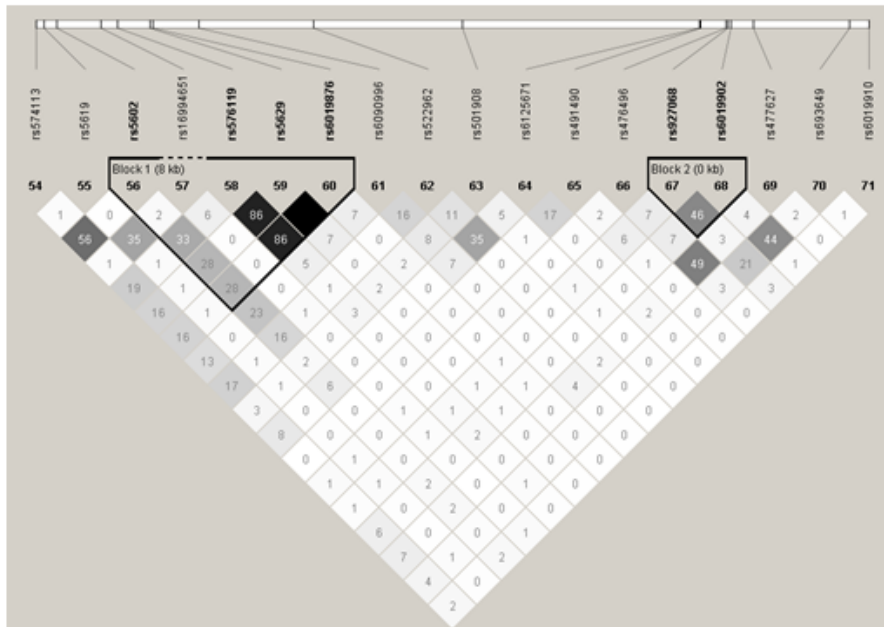 rs574113
rs5619
rs5602
rs16994651
rs576119
rs5629
rs6019876
rs6090996
rs522962
rs501908
rs6125671
rs491490
rs476496
rs927068
rs6019902
rs477627
rs693649
rs6019910
Block 1 (8 kb)
Block 2 (0 kb)
54 55 56 57 58 59 60 61 62 63 64 65 66 67 68 69 70 71
1 0 2 6 86 7 16 11 5 17 2 7 46 4 2 1
56 35 33 0 86 7 1 8 35 1 0 6 7 3 44 0
1 1 28 0 5 0 2 7 0 0 0 1 49 21 1
19 1 28 0 1 2 0 0 0 1 0 0 3 3
16 1 23 1 3 0 0 0 0 1 2 0 0
16 0 16 0 0 0 0 0 0 0 0 0
13 1 2 0 0 0 1 0 2 0 0
17 1 6 0 0 1 1 4 0 0
3 0 0 1 1 1 0 0 0
8 0 0 1 2 0 0 0
0 1 0 0 0 0 0
1 1 2 0 0 0
1 0 2 0 0
6 0 0 1
7 1 2
4 0
2